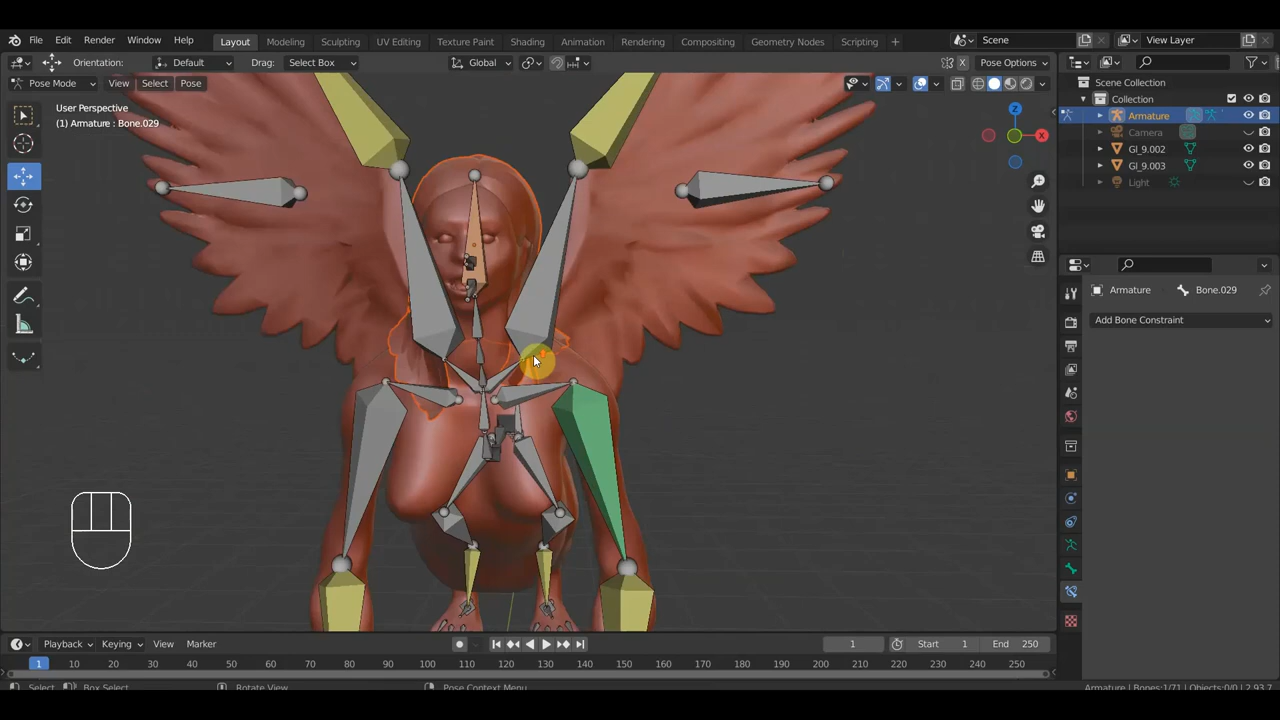 File Edit Render Window Help Layout Modeling Sculpting UV Editing Texture Paint Shading Animation Rendering Compositing Geometry Nodes Scripting + Scene View Layer
Orientation: Default Drag: Select Box Global X Pose Options
Pose Mode View Select Pose
Scene Collection
Collection
User Perspective
(1) Armature : Bone.029
Z
X
Armature
Camera
GI_9.002
GI_9.003
Light
Armature Bone.029
Add Bone Constraint
Playback Keying View Marker 1 Start 1 End 250
1 10 20 30 40 50 60 70 80 90 100 110 120 130 140 150 160 170 180 190 200 210 220 230 240 250
Select Box Select Rotate View Pose Context Menu Armature | Bones:1/71 | Objects:0/0 | 2.93.7